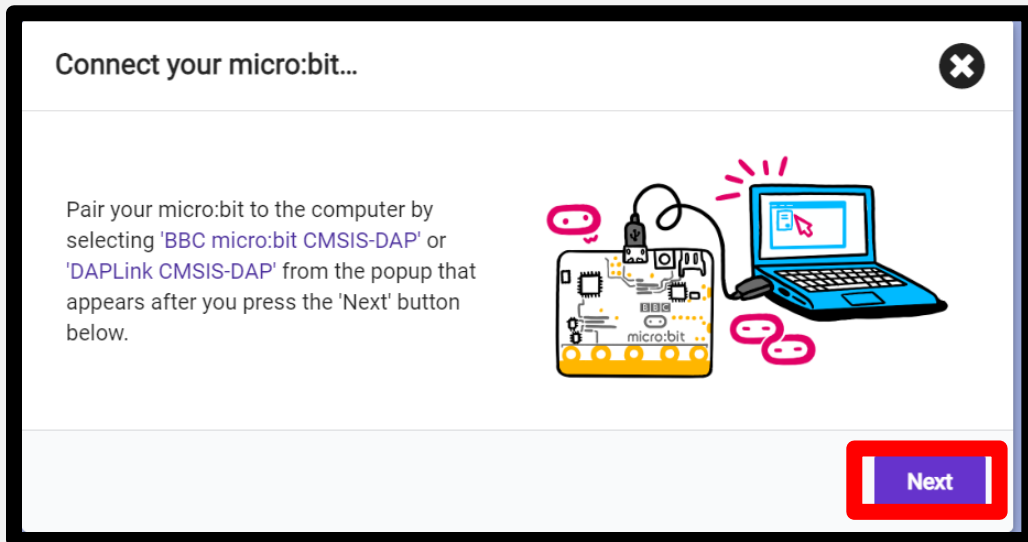 Connect your micro:bit...
Pair your micro:bit to the computer by
selecting 'BBC micro:bit CMSIS-DAP' or
'DAPLink CMSIS-DAP' from the popup that
appears after you press the 'Next' button
below.
BBC
micro:bit
Next